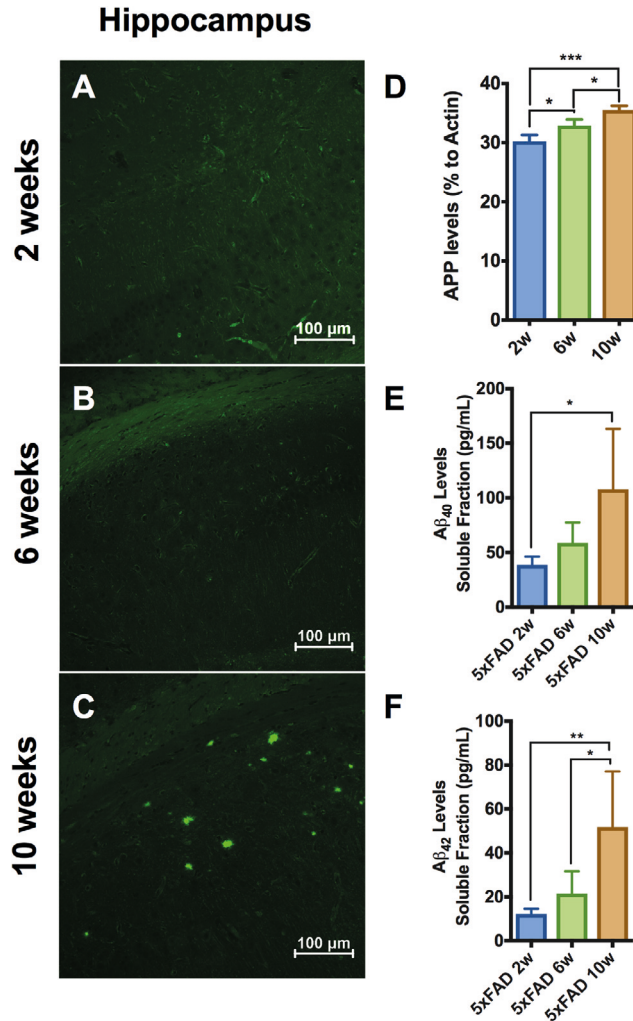 Hippocampus
2 weeks
A
100 µm
6 weeks
B
100 µm
10 weeks
C
100 µm
D
APP levels (% to Actin)
40
30
20
10
0
***
*
*
2w
6w
10w
E
Aβ40 Levels
Soluble Fraction (pg/mL)
200
150
100
50
0
*
5xFAD 2w
5xFAD 6w
5xFAD 10w
F
Aβ42 Levels
Soluble Fraction (pg/mL)
100
80
60
40
20
0
**
*
5xFAD 2w
5xFAD 6w
5xFAD 10w